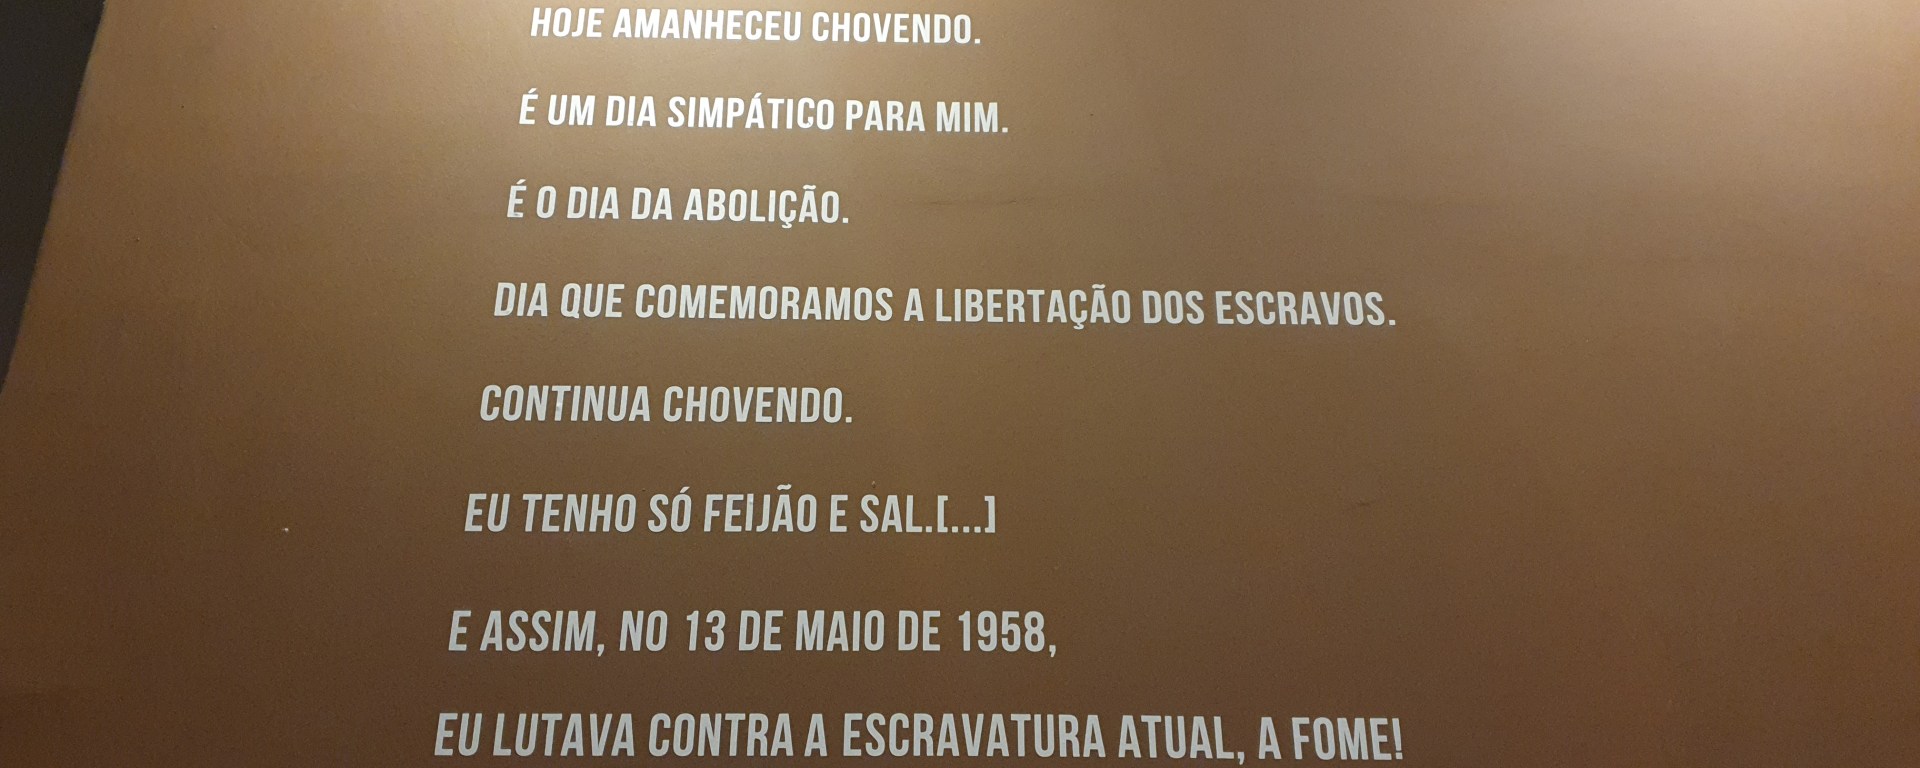 HOJE AMANHECEU CHOVENDO.
É UM DIA SIMPÁTICO PARA MIM.
É O DIA DA ABOLIÇÃO.
DIA QUE COMEMORAMOS A LIBERTAÇÃO DOS ESCRAVOS.
CONTINUA CHOVENDO.
EU TENHO SÓ FEIJÃO E SAL.[...]
E ASSIM, NO 13 DE MAIO DE 1958,
EU LUTAVA CONTRA A ESCRAVATURA ATUAL, A FOME!